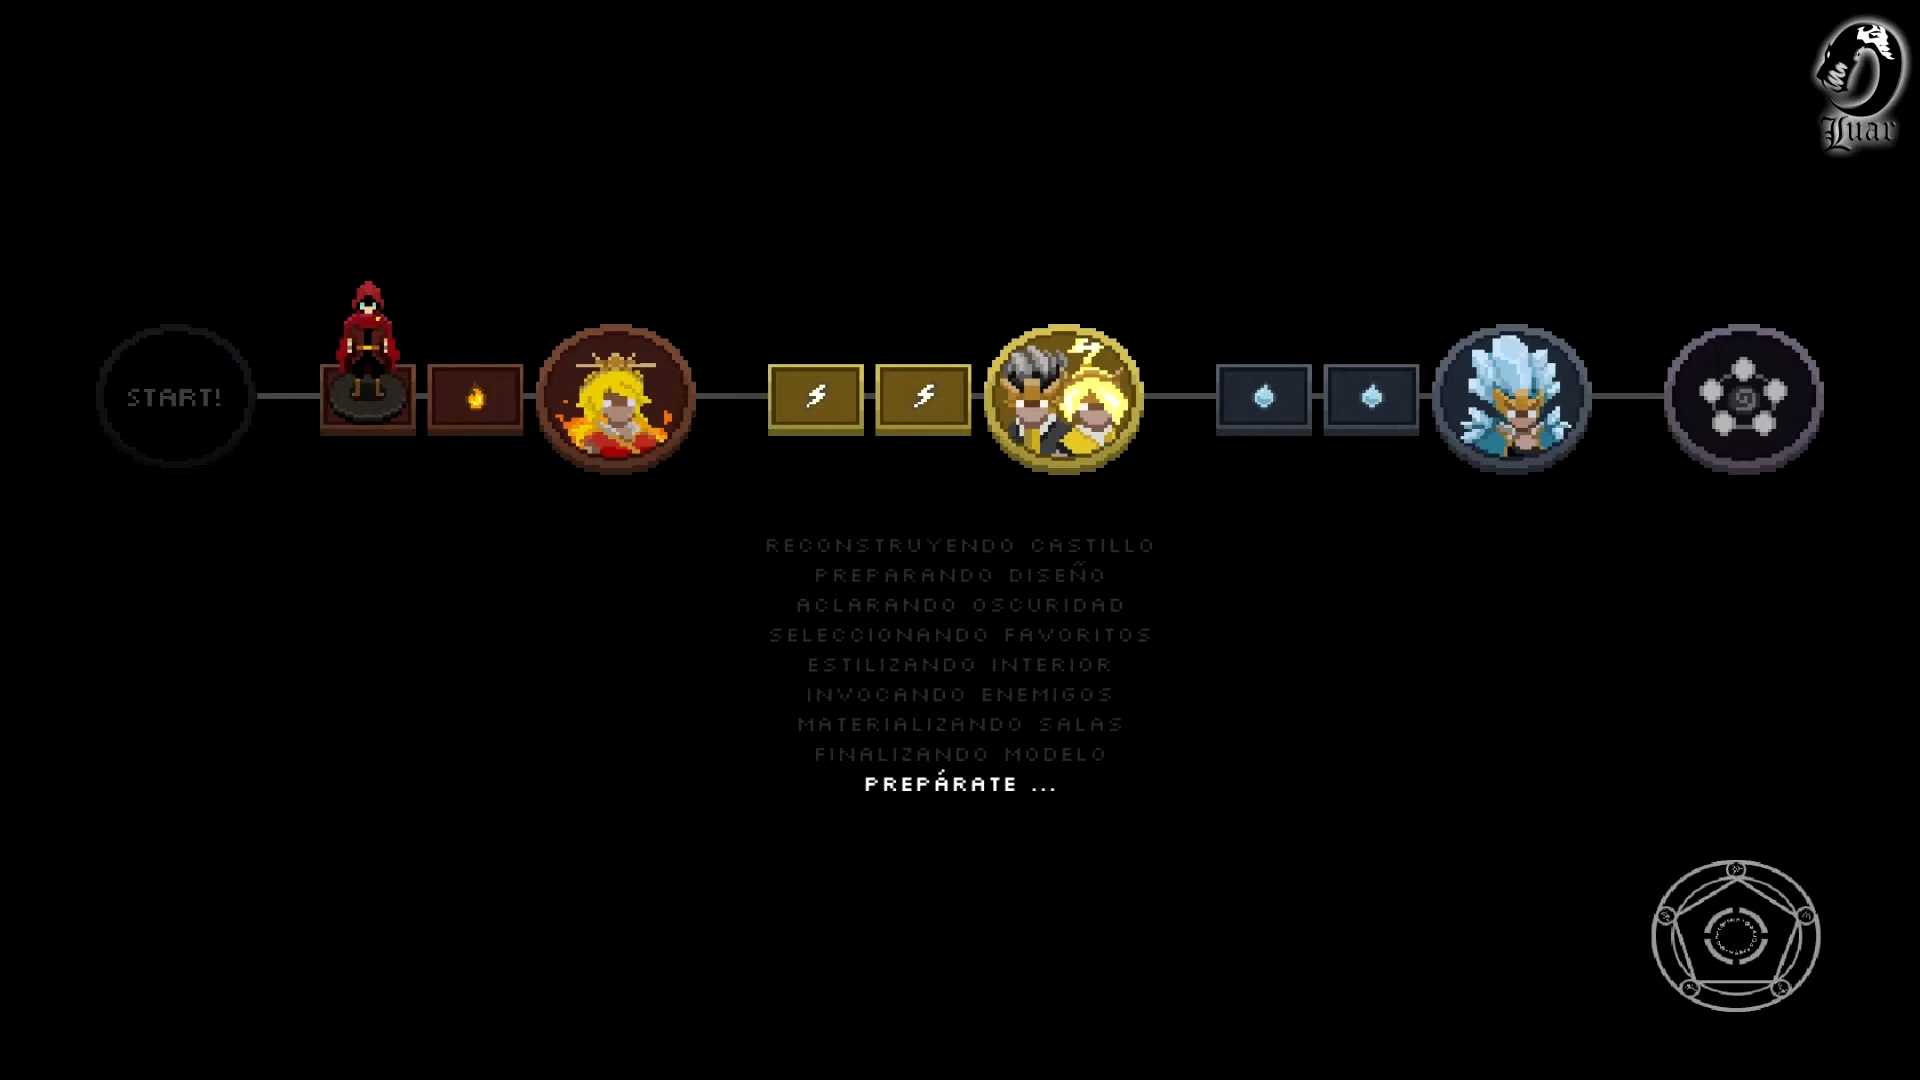 Luar
START!
RECONSTRUYENDO CASTILLO
PREPARANDO DISEÑO
ACLARANDO OSCURIDAD
SELECCIONANDO FAVORITOS
ESTILIZANDO INTERIOR
INVOCANDO ENEMIGOS
MATERIALIZANDO SALAS
FINALIZANDO MODELO
PREPÁRATE ...